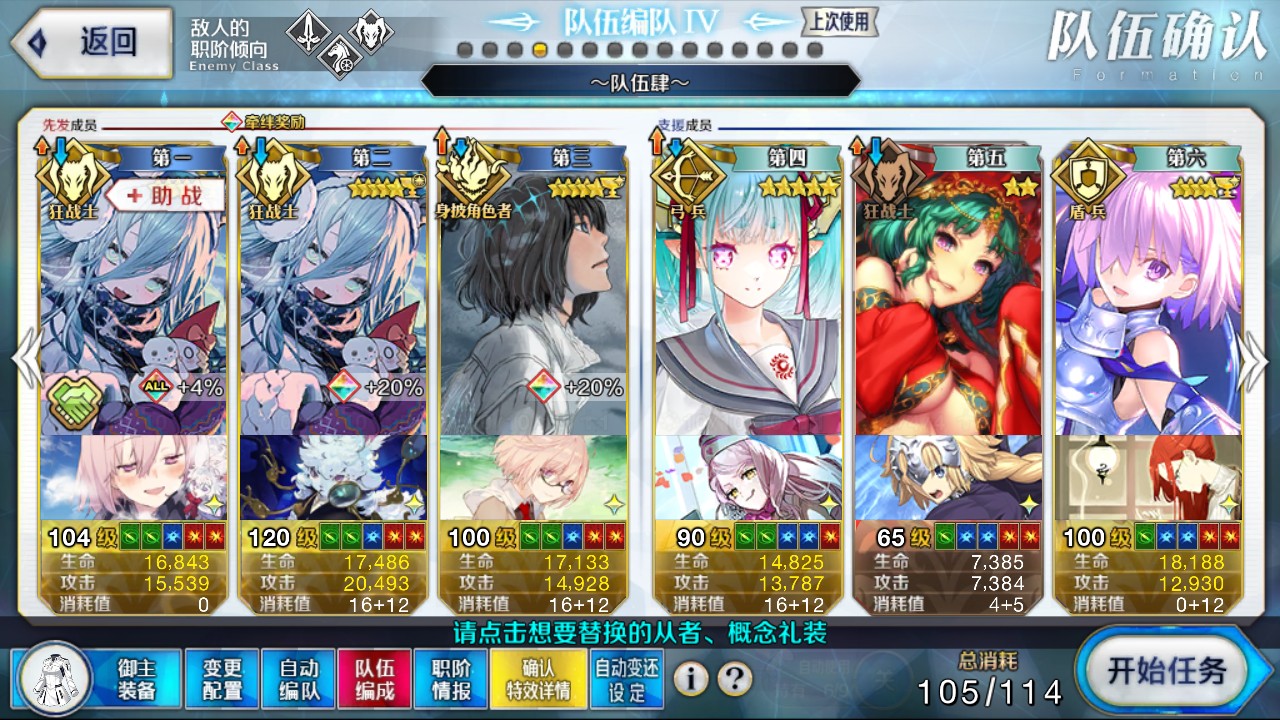 返回
敌人的
职阶倾向
Enemy Class
队伍编队 IV
上次使用
～队伍肆～
队伍确认
Formation
先发成员
牵绊奖励
支援成员
第一
第二
第三
第四
第五
第六
+ 助战
狂战士
狂战士
身披角色者
弓兵
狂战士
盾兵
ALL +4%
+20%
+20%
104级
120级
100级
90级
65级
100级
生命 16,843
攻击 15,539
消耗值 0
生命 17,486
攻击 20,493
消耗值 16+12
生命 17,133
攻击 14,928
消耗值 16+12
生命 14,825
攻击 13,787
消耗值 16+12
生命 7,385
攻击 7,384
消耗值 4+5
生命 18,188
攻击 12,930
消耗值 0+12
请点击想要替换的从者、概念礼装
御主
装备
变更
配置
自动
编队
队伍
编成
职阶
情报
确认
特效详情
自动变还
设定
i
?
总消耗
105/114
开始任务